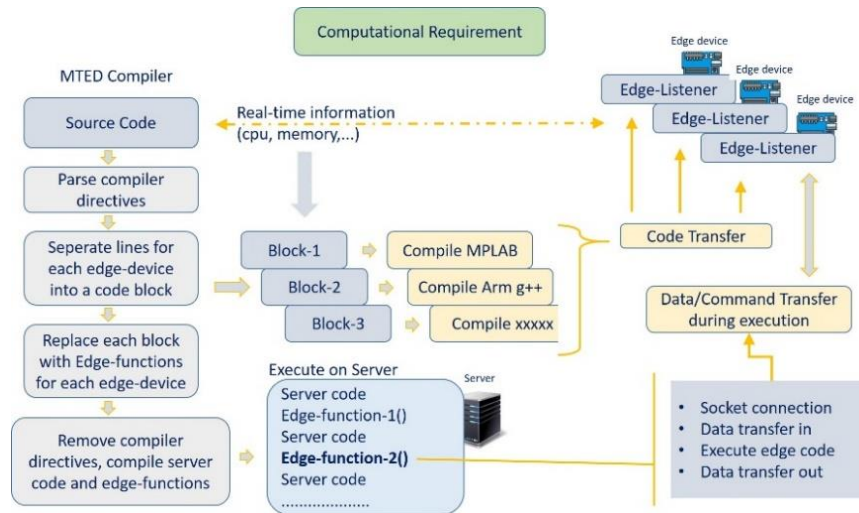 Computational Requirement
MTED Compiler
Source Code
Parse compiler
directives
Seperate lines for
each edge-device
into a code block
Replace each block
with Edge-functions
for each edge-device
Remove compiler
directives, compile server
code and edge-functions
Real-time information
(cpu, memory,...)
Block-1
Block-2
Block-3
Compile MPLAB
Compile Arm g++
Compile xxxxx
Execute on Server
Server
Server code
Edge-function-1()
Server code
Edge-function-2()
Server code
....................
Edge device
Edge-Listener
Edge device
Edge-Listener
Edge device
Edge-Listener
Code Transfer
Data/Command Transfer
during execution
• Socket connection
• Data transfer in
• Execute edge code
• Data transfer out